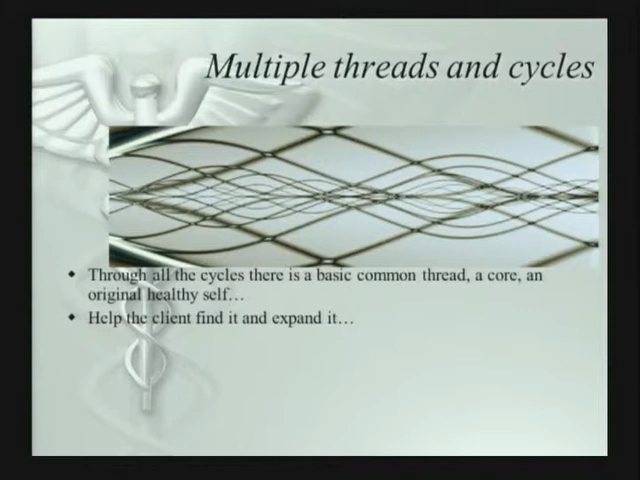 Multiple threads and cycles
Through all the cycles there is a basic common thread, a core, an
original healthy self…
Help the client find it and expand it…